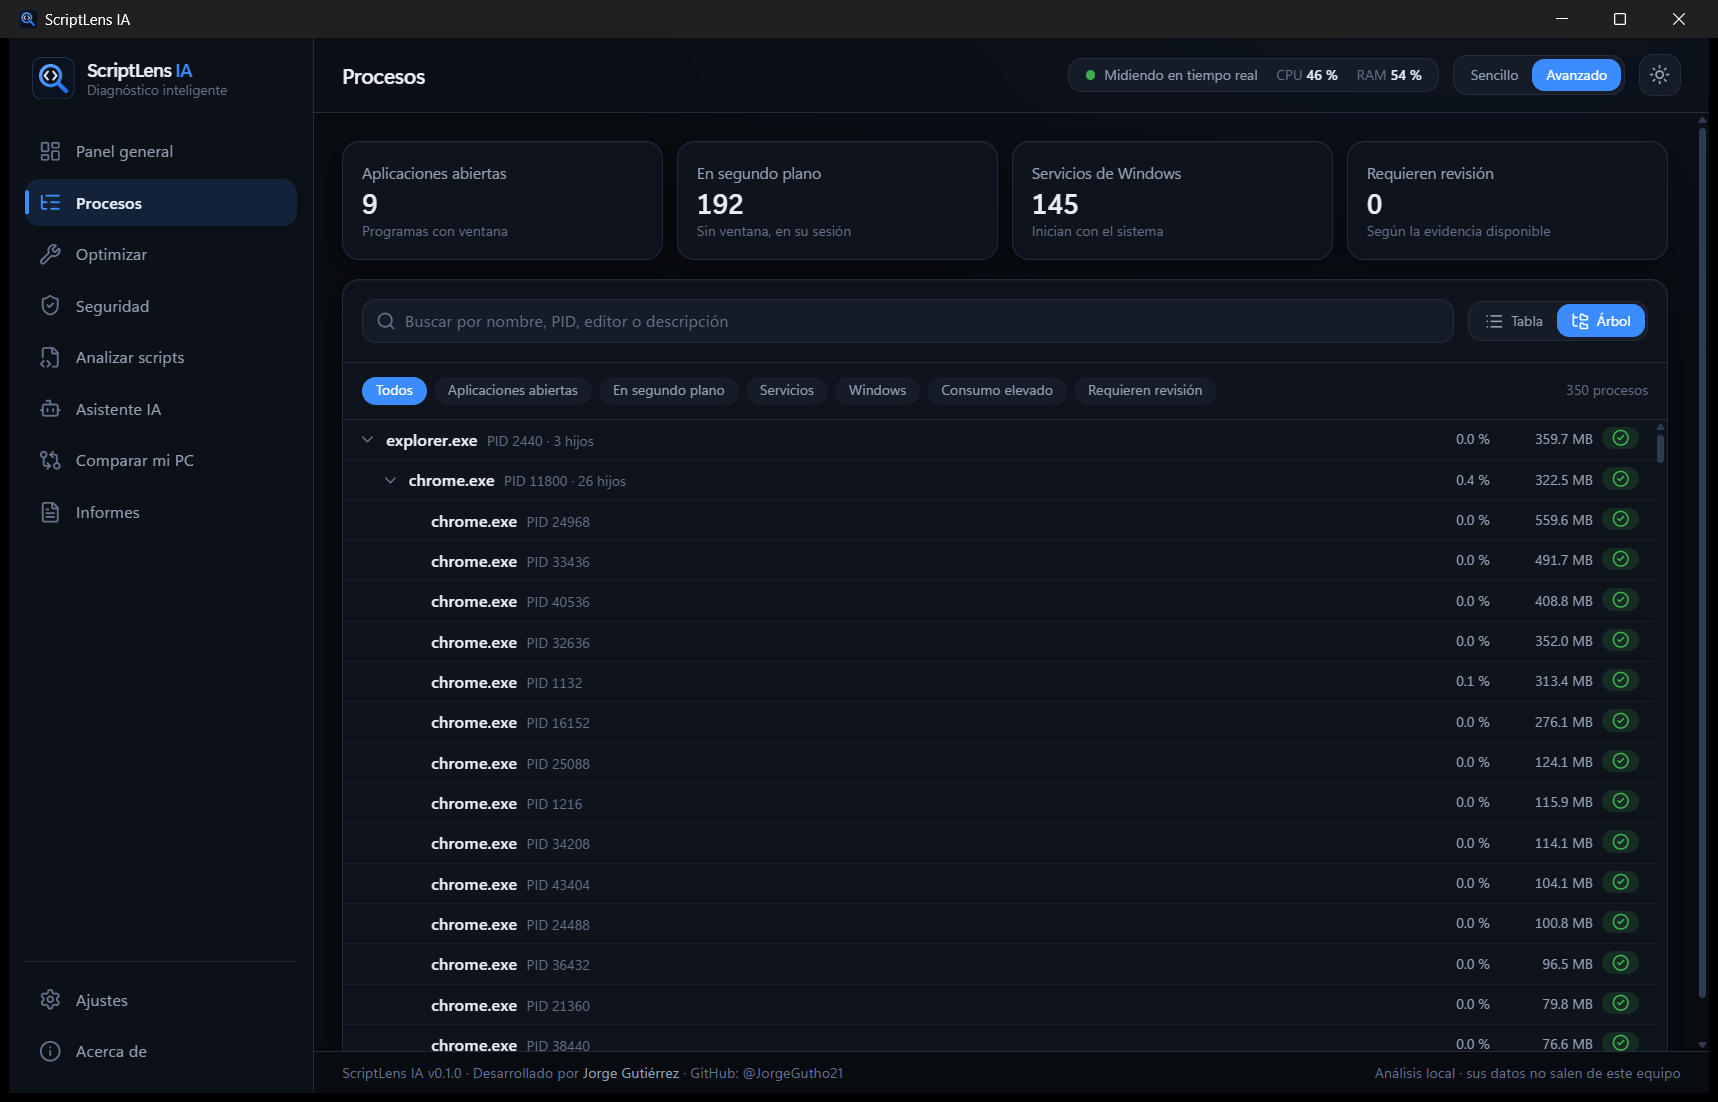 ScriptLens IA
ScriptLens IA
Diagnóstico inteligente
Panel general
Procesos
Optimizar
Seguridad
Analizar scripts
Asistente IA
Comparar mi PC
Informes
Ajustes
Acerca de
Procesos
Midiendo en tiempo real CPU 46 % RAM 54 %
Sencillo Avanzado
Aplicaciones abiertas
9
Programas con ventana
En segundo plano
192
Sin ventana, en su sesión
Servicios de Windows
145
Inician con el sistema
Requieren revisión
0
Según la evidencia disponible
Buscar por nombre, PID, editor o descripción
Tabla Árbol
Todos Aplicaciones abiertas En segundo plano Servicios Windows Consumo elevado Requieren revisión 350 procesos
explorer.exe PID 2440 · 3 hijos 0.0 % 359.7 MB
chrome.exe PID 11800 · 26 hijos 0.4 % 322.5 MB
chrome.exe PID 24968 0.0 % 559.6 MB
chrome.exe PID 33436 0.0 % 491.7 MB
chrome.exe PID 40536 0.0 % 408.8 MB
chrome.exe PID 32636 0.0 % 352.0 MB
chrome.exe PID 1132 0.1 % 313.4 MB
chrome.exe PID 16152 0.0 % 276.1 MB
chrome.exe PID 25088 0.0 % 124.1 MB
chrome.exe PID 1216 0.0 % 115.9 MB
chrome.exe PID 34208 0.0 % 114.1 MB
chrome.exe PID 43404 0.0 % 104.1 MB
chrome.exe PID 24488 0.0 % 100.8 MB
chrome.exe PID 36432 0.0 % 96.5 MB
chrome.exe PID 21360 0.0 % 79.8 MB
chrome.exe PID 38440 0.0 % 76.6 MB
ScriptLens IA v0.1.0 · Desarrollado por Jorge Gutiérrez · GitHub: @JorgeGutho21
Análisis local · sus datos no salen de este equipo